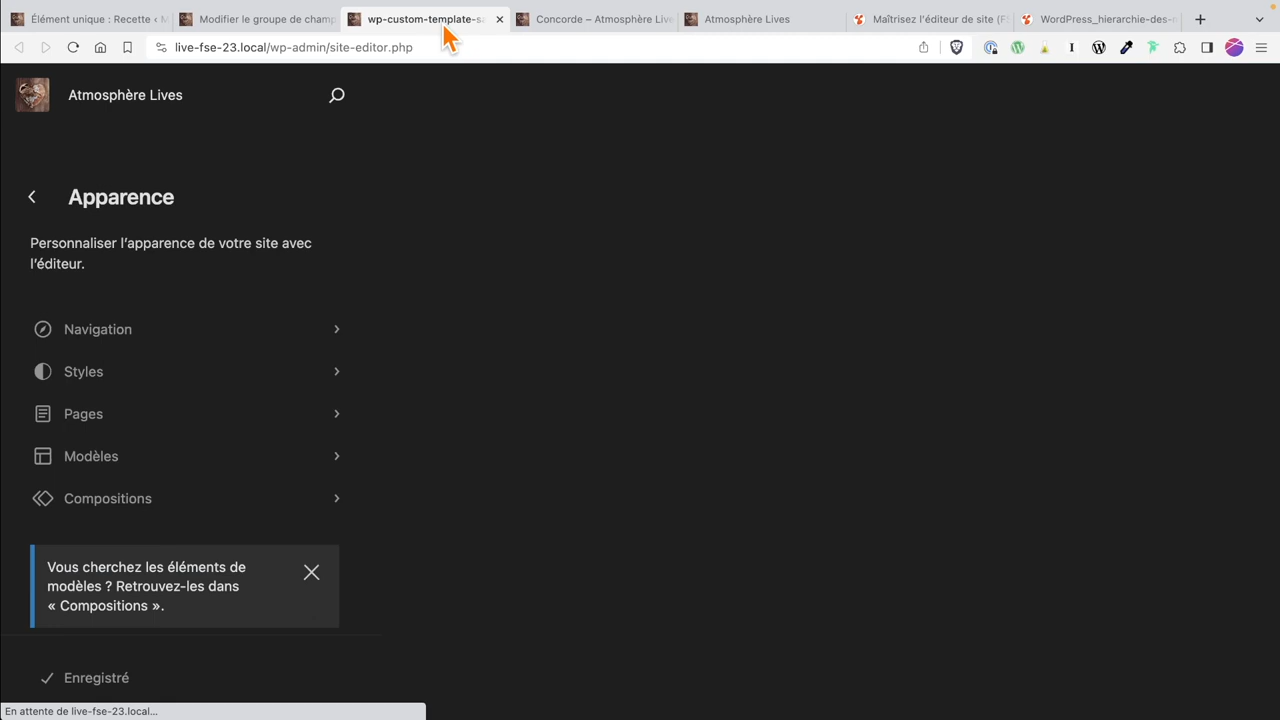 Élément unique : Recette ‹
Modifier le groupe de champ
wp-custom-template-sa
Concorde – Atmosphère Live
Atmosphère Lives
Maîtrisez l'éditeur de site (FS
WordPress_hierarchie-des-
live-fse-23.local/wp-admin/site-editor.php
Atmosphère Lives
Apparence
Personnaliser l'apparence de votre site avec
l'éditeur.
Navigation
Styles
Pages
Modèles
Compositions
Vous cherchez les éléments de
modèles ? Retrouvez-les dans
« Compositions ».
Enregistré
En attente de live-fse-23.local...